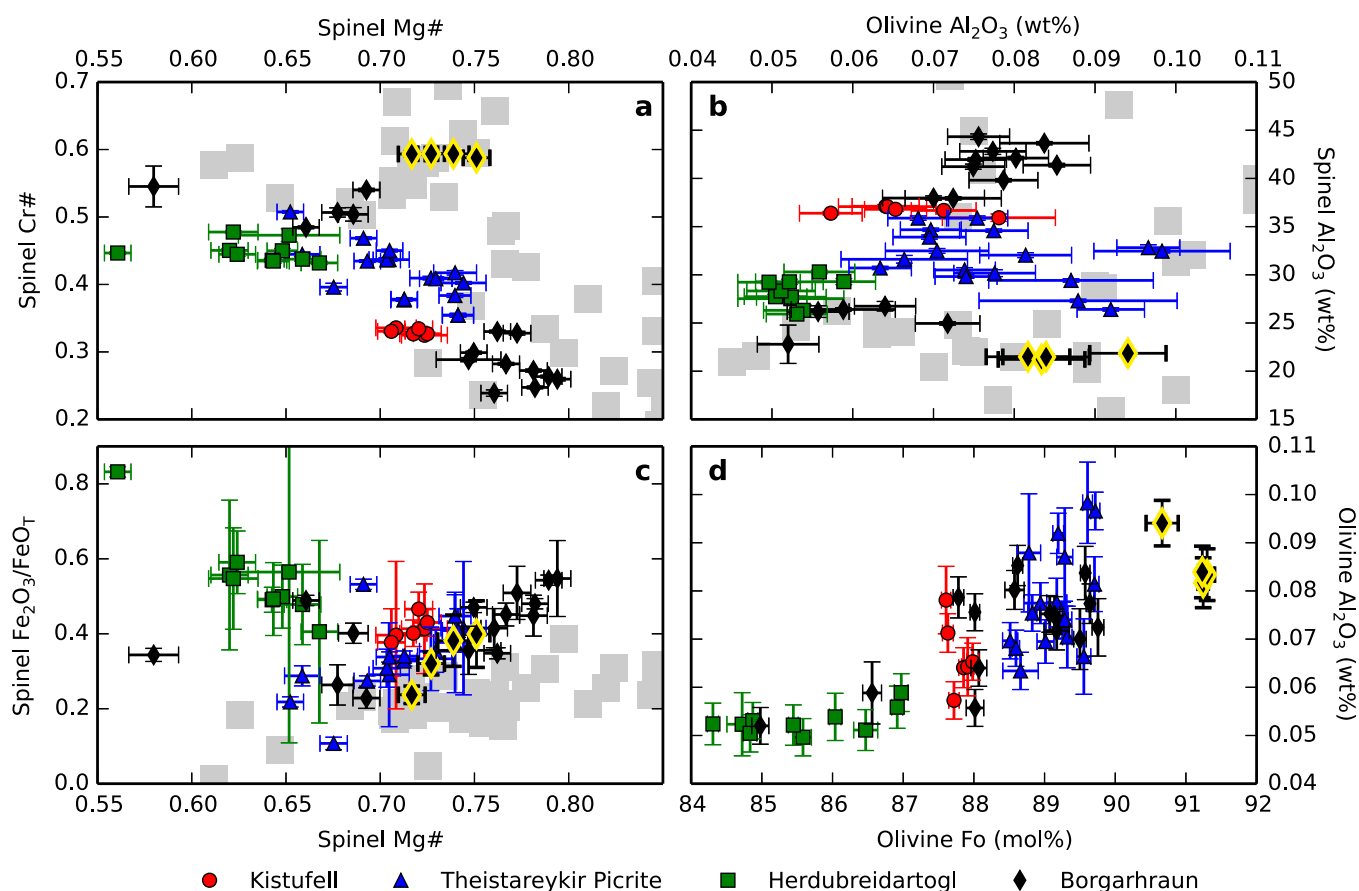 Spinel Mg#
Olivine Al₂O₃ (wt%)
0.55 0.60 0.65 0.70 0.75 0.80
0.04 0.05 0.06 0.07 0.08 0.09 0.10 0.11
a
b
Spinel Cr#
0.7
0.6
0.5
0.4
0.3
0.2
50
45
40
35
30
25
20
15
Spinel Al₂O₃ (wt%)
c
d
Spinel Fe₂O₃/FeO_T
0.8
0.6
0.4
0.2
0.0
0.11
0.10
0.09
0.08
0.07
0.06
0.05
0.04
Olivine Al₂O₃ (wt%)
0.55 0.60 0.65 0.70 0.75 0.80
84 85 86 87 88 89 90 91 92
Spinel Mg#
Olivine Fo (mol%)
Kistufell Theistareykir Picrite Herdubreidartogl Borgarhraun